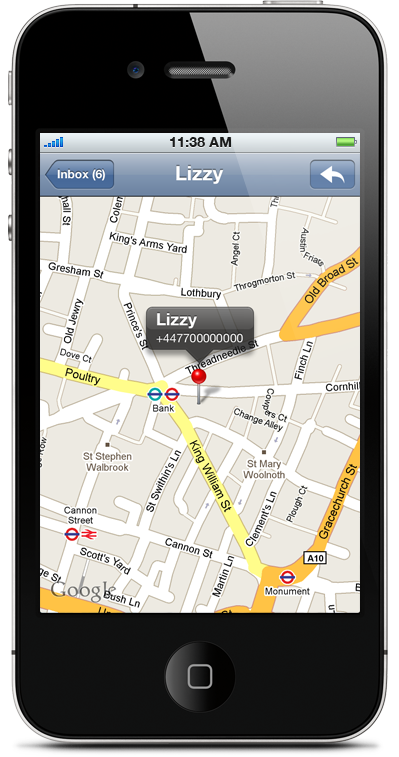 11:38 AM
Inbox (6)
Lizzy
Colem
King's Arms Yard
Angel Ct
Austin
Friars
Gresham St
Throgmorton St
Old Broad St
Lothbury
Old Jewry
Prince's St
Lizzy
+447700000000
Threadneedle St
Finch Ln
Dove Ct
Poultry
Cornhill
Bank
Cowpers Ct
Change Alley
St Stephen
Walbrook
King William St
St Mary
Woolnoth
St Swithin's Ln
Plough Ct
Gracechurch St
Clement's Ln
Cannon
Street
Cannon St
Scott's Yard
Martin Ln
A10
Monument
Google
Bush Ln